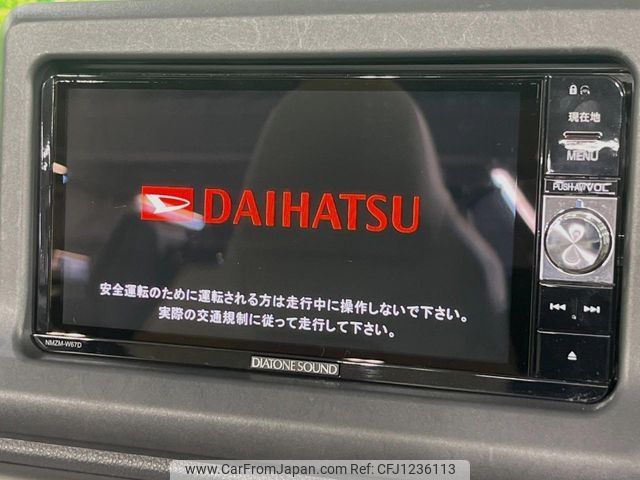 現在地
MENU
PUSH-AV/VOL
DAIHATSU
安全運転のために運転される方は走行中に操作しないで下さい。
実際の交通規制に従って走行して下さい。
NMZM-W67D
DIATONE SOUND
www.CarFromJapan.com - CFJ1236113